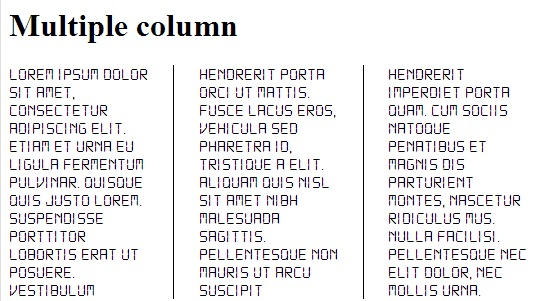 Multiple column
LOREM IPSUM DOLOR
SIT AMET,
CONSECTETUR
ADIPISCING ELIT.
ETIAM ET URNA EU
LIGULA FERMENTUM
PULVINAR. QUISQUE
QUIS JUSTO LOREM.
SUSPENDISSE
PORTTITOR
LOBORTIS ERAT UT
POSUERE.
VESTIBULUM
HENDRERIT PORTA
ORCI UT MATTIS.
FUSCE LACUS EROS,
VEHICULA SED
PHARETRA ID,
TRISTIQUE A ELIT.
ALIQUAM QUIS NISL
SIT AMET NIBH
MALESUADA
SAGITTIS.
PELLENTESQUE NON
MAURIS UT ARCU
SUSCIPIT
HENDRERIT
IMPERDIET PORTA
QUAM. CUM SOCIIS
NATOQUE
PENATIBUS ET
MAGNIS DIS
PARTURIENT
MONTES, NASCETUR
RIDICULUS MUS.
NULLA FACILISI.
PELLENTESQUE NEC
ELIT DOLOR, NEC
MOLLIS URNA.